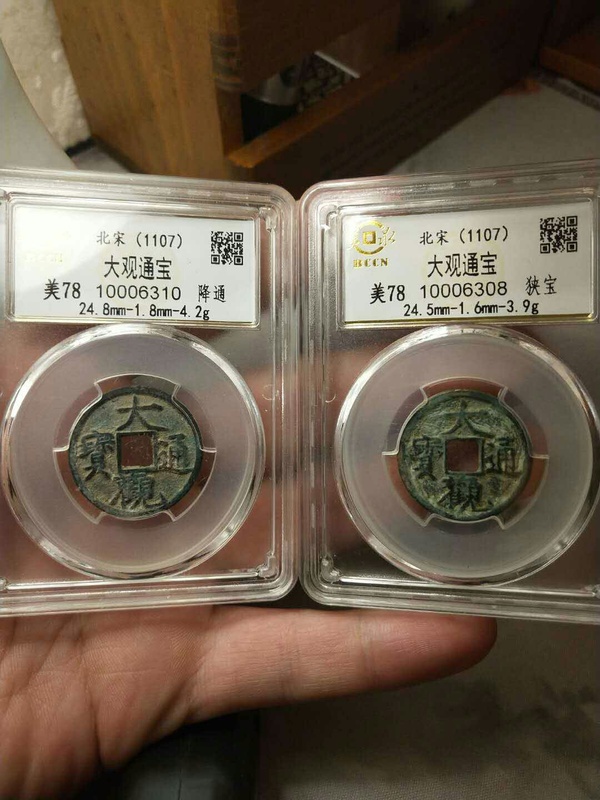 北宋（1107）
大观通宝
美78 10006310 降通
24.8mm-1.8mm-4.2g
大
寶 通
觀
北宋（1107）
BCCN
大观通宝
美78 10006308 狭宝
24.5mm-1.6mm-3.9g
大
寶 通
觀